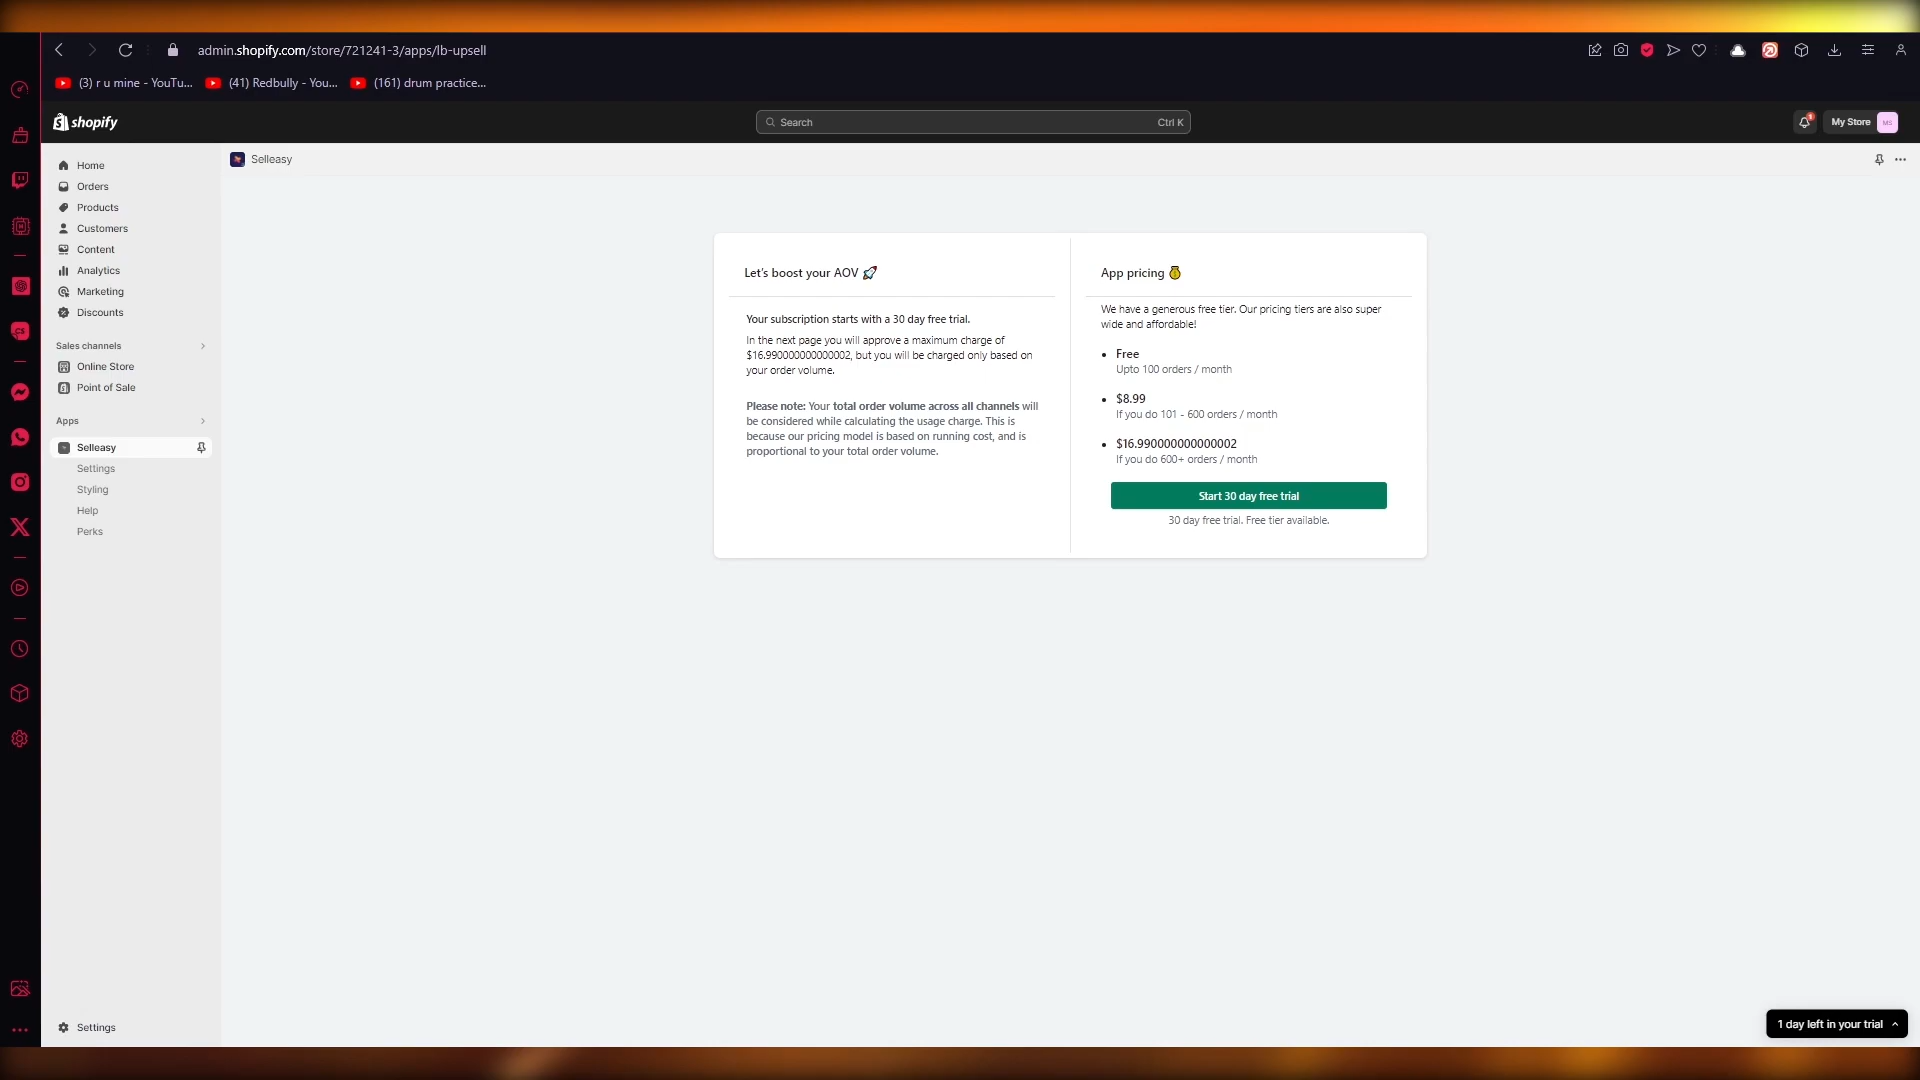 admin.shopify.com/store/721241-3/apps/lb-upsell
(3) r u mine - YouTu...
(41) Redbully - You...
(161) drum practice...
shopify
Search
Ctrl K
My Store
MS
Home
Orders
Products
Customers
Content
Analytics
Marketing
Discounts
Sales channels
Online Store
Point of Sale
Apps
Selleasy
Settings
Styling
Help
Perks
Settings
Selleasy
Let's boost your AOV 🚀
Your subscription starts with a 30 day free trial.
In the next page you will approve a maximum charge of
$16.990000000000002, but you will be charged only based on
your order volume.
Please note: Your total order volume across all channels will
be considered while calculating the usage charge. This is
because our pricing model is based on running cost, and is
proportional to your total order volume.
App pricing 💰
We have a generous free tier. Our pricing tiers are also super
wide and affordable!
Free
Upto 100 orders / month
$8.99
If you do 101 - 600 orders / month
$16.990000000000002
If you do 600+ orders / month
Start 30 day free trial
30 day free trial. Free tier available.
1 day left in your trial